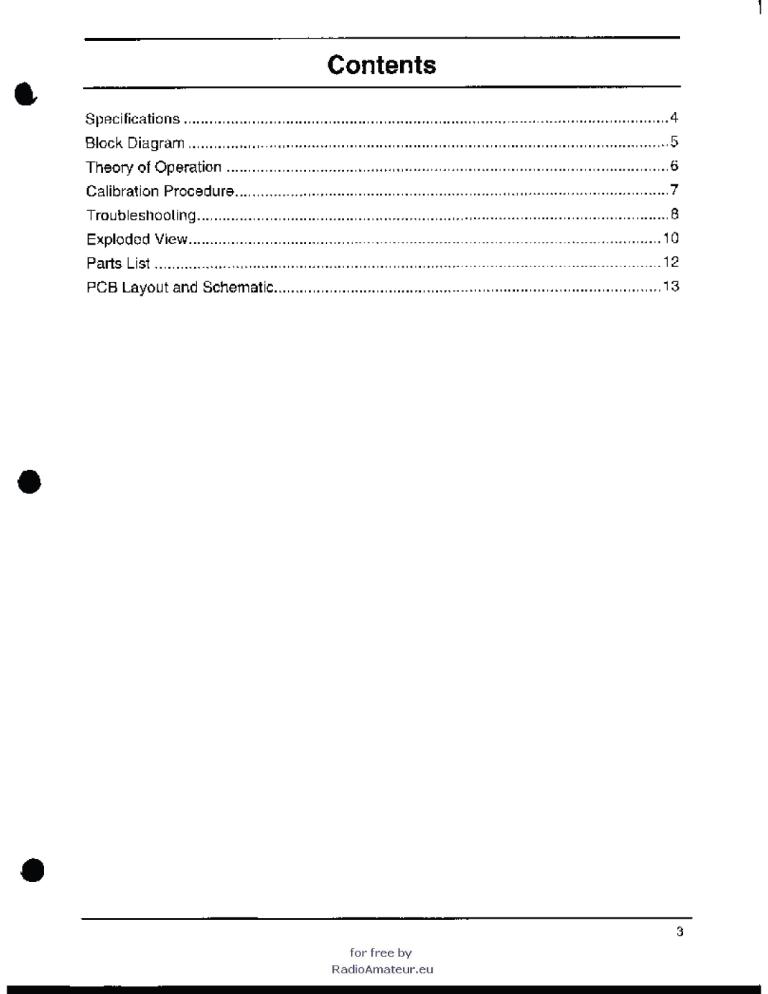 Contents
Specifications ........................................................................................................ 4
Block Diagram ........................................................................................................ 5
Theory of Operation ........................................................................................................ 6
Calibration Procedure........................................................................................................ 7
Troubleshooting........................................................................................................ 8
Exploded View........................................................................................................ 10
Parts List ........................................................................................................ 12
PCB Layout and Schematic........................................................................................................ 13
3
for free by
RadioAmateur.eu